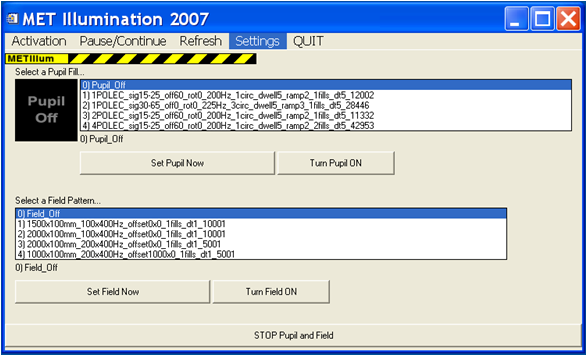 MET Illumination 2007
Activation Pause/Continue Refresh Settings QUIT
METIllum
Select a Pupil Fill...
Pupil
Off
0) Pupil_Off
1) 1POLEC_sig15-25_off60_rot0_200Hz_1circ_dwell5_ramp2_1fills_dt5_12002
2) 1POLEC_sig30-65_off0_rot0_225Hz_3circ_dwell5_ramp3_1fills_dt5_28446
3) 2POLEC_sig15-25_off60_rot0_200Hz_1circ_dwell5_ramp2_1fills_dt5_11332
4) 4POLEC_sig15-25_off60_rot0_200Hz_1circ_dwell5_ramp2_2fills_dt5_42953
0) Pupil_Off
Set Pupil Now Turn Pupil ON
Select a Field Pattern...
0) Field_Off
1) 1500x100mm_100x400Hz_offset0x0_1fills_dt1_10001
2) 2000x100mm_100x400Hz_offset0x0_1fills_dt1_10001
3) 2000x100mm_200x400Hz_offset0x0_1fills_dt1_5001
4) 1000x100mm_200x400Hz_offset1000x0_1fills_dt1_5001
0) Field_Off
Set Field Now Turn Field ON
STOP Pupil and Field